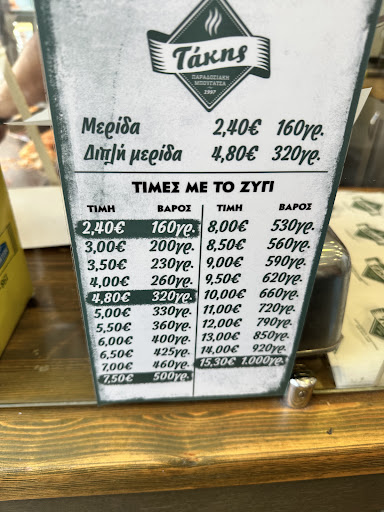 Τάκης
ΠΑΡΑΔΟΣΙΑΚΗ
ΜΠΟΥΓΑΤΣΑ
1967
Μερίδα 2,40€ 160γρ.
Διπλή μερίδα 4,80€ 320γρ.
ΤΙΜΕΣ ΜΕ ΤΟ ΖΥΓΙ
ΤΙΜΗ ΒΑΡΟΣ ΤΙΜΗ ΒΑΡΟΣ
2,40€ 160γρ. 8,00€ 530γρ.
3,00€ 200γρ. 8,50€ 560γρ.
3,50€ 230γρ. 9,00€ 590γρ.
4,00€ 260γρ. 9,50€ 620γρ.
4,80€ 320γρ. 10,00€ 660γρ.
5,00€ 330γρ. 11,00€ 720γρ.
5,50€ 360γρ. 12,00€ 790γρ.
6,00€ 400γρ. 13,00€ 850γρ.
6,50€ 425γρ. 14,00€ 920γρ.
7,00€ 460γρ. 15,30€ 1.000γρ.
7,50€ 500γρ.